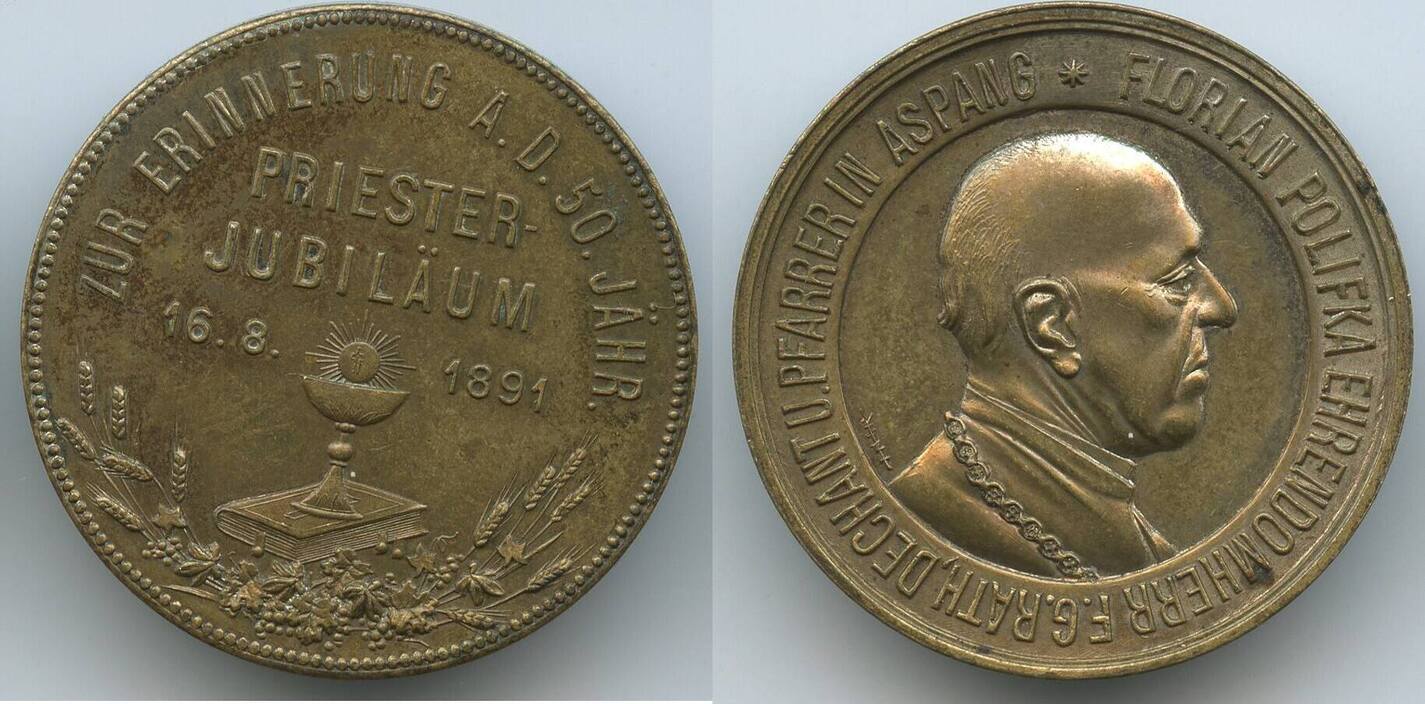 ZUR ERINNERUNG A. D. 50. JÄHR.
PRIESTER-
JUBILÄUM
16. 8. 1891
FLORIAN POLIFKA EHRENDOMHERR F.G.RATH, DECHANT U. PFARRER IN ASPANG *